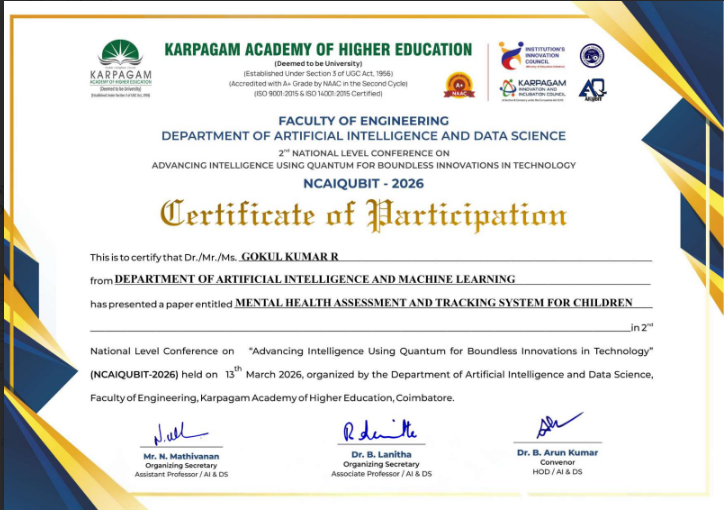 KARPAGAM ACADEMY OF HIGHER EDUCATION
(Deemed to be University)
(Established Under Section 3 of UGC Act, 1956)
(Accredited with A+ Grade by NAAC in the Second Cycle)
(ISO 9001:2015 & ISO 14001:2015 Certified)
KARPAGAM
ACADEMY OF HIGHER EDUCATION
(Deemed to be University)
A+
NAAC
INSTITUTION'S
INNOVATION
COUNCIL
KARPAGAM
INNOVATION AND
INCUBATION COUNCIL
FACULTY OF ENGINEERING
DEPARTMENT OF ARTIFICIAL INTELLIGENCE AND DATA SCIENCE
2nd NATIONAL LEVEL CONFERENCE ON
ADVANCING INTELLIGENCE USING QUANTUM FOR BOUNDLESS INNOVATIONS IN TECHNOLOGY
NCAIQUBIT - 2026
Certificate of Participation
This is to certify that Dr./Mr./Ms. GOKUL KUMAR R
from DEPARTMENT OF ARTIFICIAL INTELLIGENCE AND MACHINE LEARNING
has presented a paper entitled MENTAL HEALTH ASSESSMENT AND TRACKING SYSTEM FOR CHILDREN
in 2nd
National Level Conference on "Advancing Intelligence Using Quantum for Boundless Innovations in Technology"
(NCAIQUBIT-2026) held on 13th March 2026, organized by the Department of Artificial Intelligence and Data Science,
Faculty of Engineering, Karpagam Academy of Higher Education, Coimbatore.
Mr. N. Mathivanan
Organizing Secretary
Assistant Professor / AI & DS
Dr. B. Lanitha
Organizing Secretary
Associate Professor / AI & DS
Dr. B. Arun Kumar
Convenor
HOD / AI & DS